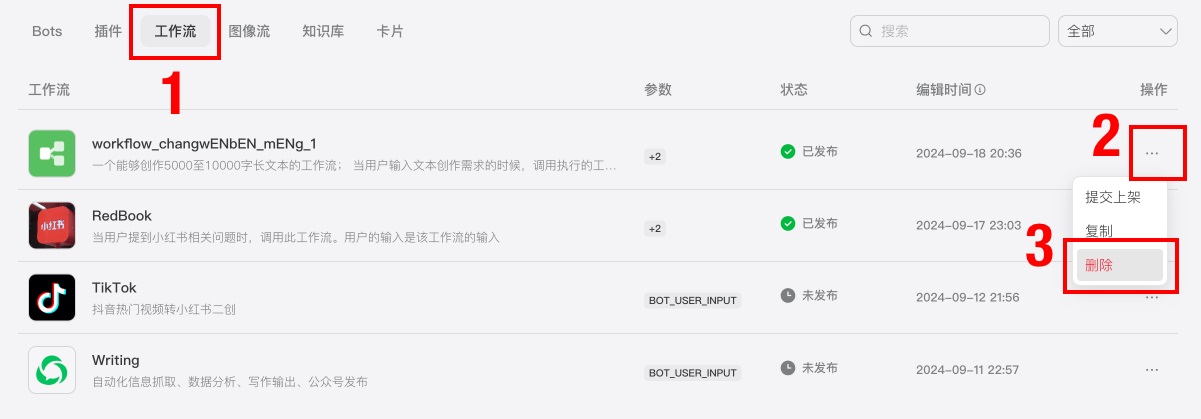 Bots 插件 工作流 图像流 知识库 卡片 搜索 全部
1
工作流 参数 状态 编辑时间 操作
2
workflow_changwENbEN_mENg_1
一个能够创作5000至10000字长文本的工作流； 当用户输入文本创作需求的时候，调用执行的工... +2 已发布 2024-09-18 20:36 ...
提交上架
复制
3
删除
RedBook
小红书
当用户提到小红书相关问题时，调用此工作流。用户的输入是该工作流的输入 +2 已发布 2024-09-17 23:03
TikTok
抖音热门视频转小红书二创 BOT_USER_INPUT 未发布 2024-09-12 21:56 ...
Writing
自动化信息抓取、数据分析、写作输出、公众号发布 BOT_USER_INPUT 未发布 2024-09-11 22:57 ...